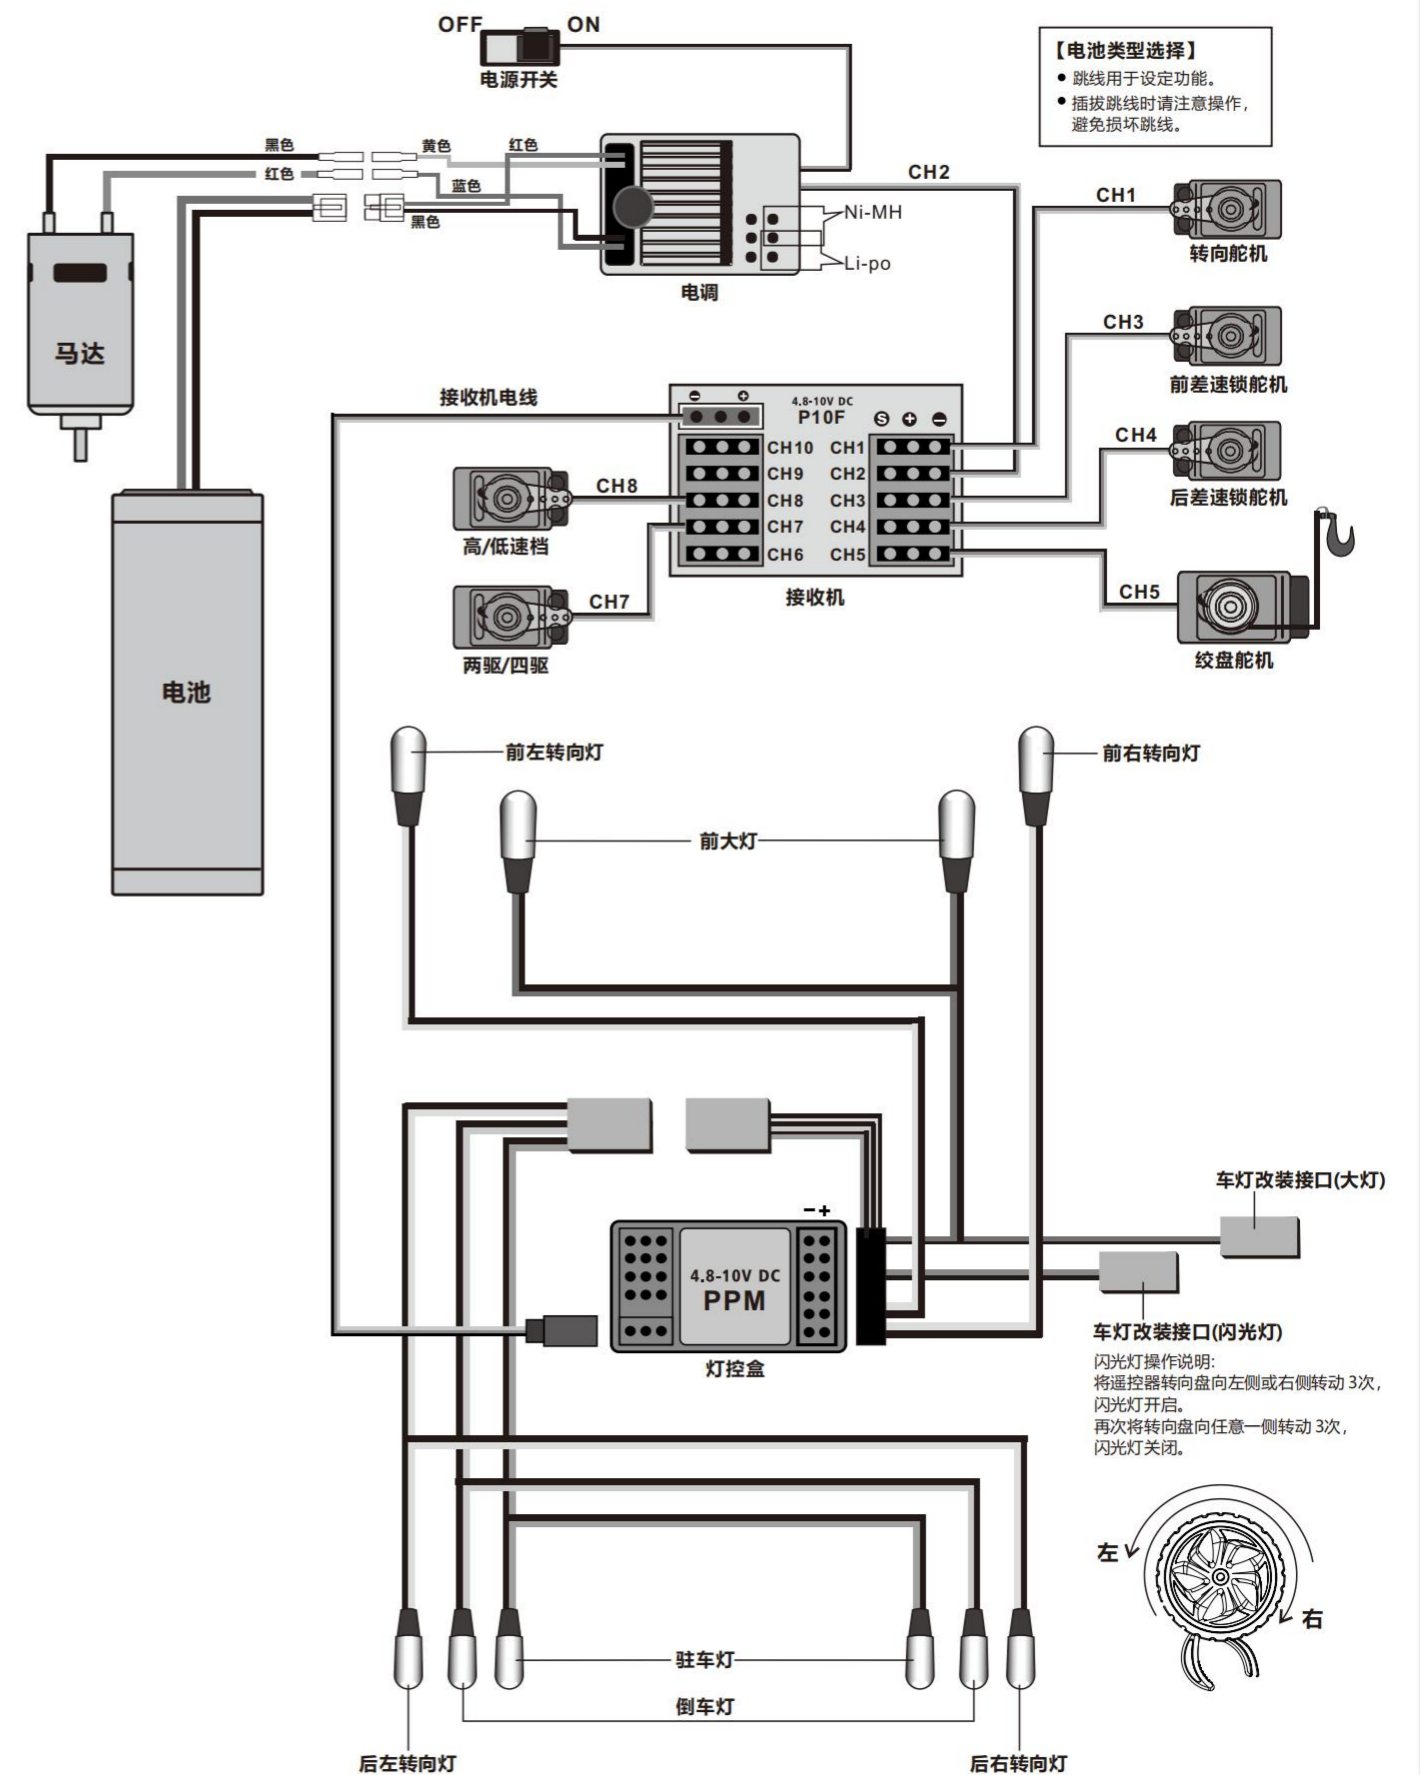 OFF ON
电源开关
【电池类型选择】
● 跳线用于设定功能。
● 插拔跳线时请注意操作，
避免损坏跳线。
黑色
黄色
红色
红色
蓝色
黑色
CH2
Ni-MH
Li-po
电调
CH1
转向舵机
马达
CH3
前差速锁舵机
接收机电线
− +
4.8-10V DC
P10F
S + −
CH10 CH1
CH9 CH2
CH8 CH3
CH7 CH4
CH6 CH5
接收机
CH4
后差速锁舵机
CH8
高/低速档
CH7
两驱/四驱
CH5
绞盘舵机
电池
前左转向灯
前右转向灯
前大灯
车灯改装接口(大灯)
−+
4.8-10V DC
PPM
灯控盒
车灯改装接口(闪光灯)
闪光灯操作说明:
将遥控器转向盘向左侧或右侧转动 3次，
闪光灯开启。
再次将转向盘向任意一侧转动 3次，
闪光灯关闭。
左
右
驻车灯
倒车灯
后左转向灯
后右转向灯